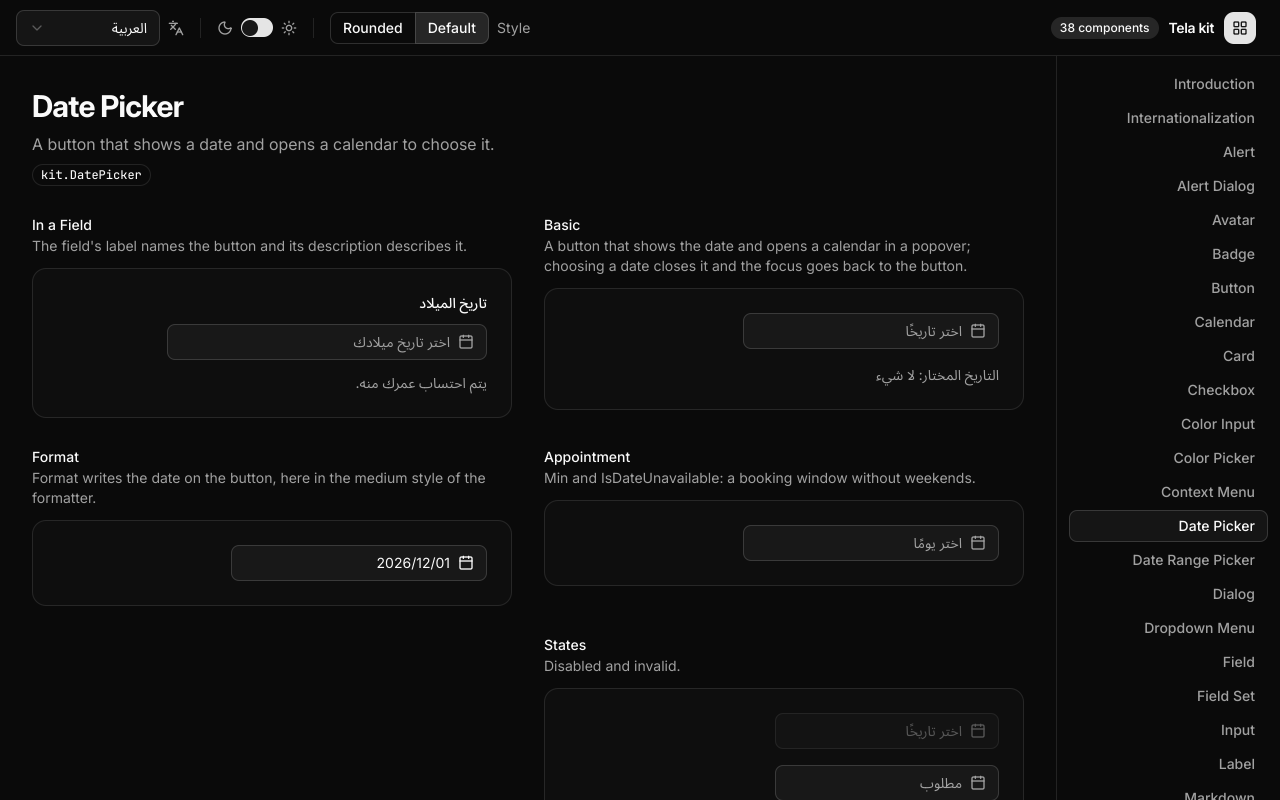 العربية
Rounded
Default
Style
38 components
Tela kit
Date Picker
A button that shows a date and opens a calendar to choose it.
kit.DatePicker
In a Field
The field's label names the button and its description describes it.
تاريخ الميلاد
اختر تاريخ ميلادك
يتم احتساب عمرك منه.
Basic
A button that shows the date and opens a calendar in a popover;
choosing a date closes it and the focus goes back to the button.
اختر تاريخًا
التاريخ المختار: لا شيء
Format
Format writes the date on the button, here in the medium style of the
formatter.
2026/12/01
Appointment
Min and IsDateUnavailable: a booking window without weekends.
اختر يومًا
States
Disabled and invalid.
اختر تاريخًا
مطلوب
Introduction
Internationalization
Alert
Alert Dialog
Avatar
Badge
Button
Calendar
Card
Checkbox
Color Input
Color Picker
Context Menu
Date Picker
Date Range Picker
Dialog
Dropdown Menu
Field
Field Set
Input
Label
Markdown